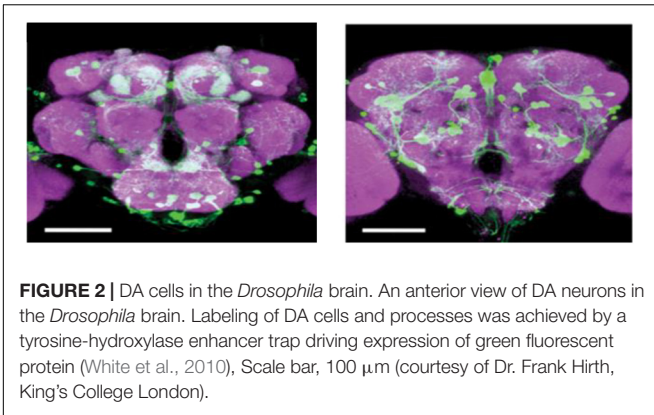 FIGURE 2 | DA cells in the Drosophila brain. An anterior view of DA neurons in
the Drosophila brain. Labeling of DA cells and processes was achieved by a
tyrosine-hydroxylase enhancer trap driving expression of green fluorescent
protein (White et al., 2010), Scale bar, 100 μm (courtesy of Dr. Frank Hirth,
King's College London).